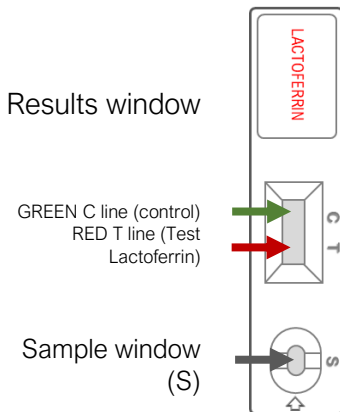 LACTOFERRIN
Results window
GREEN C line (control)
RED T line (Test
Lactoferrin)
C
T
Sample window
(S)
S